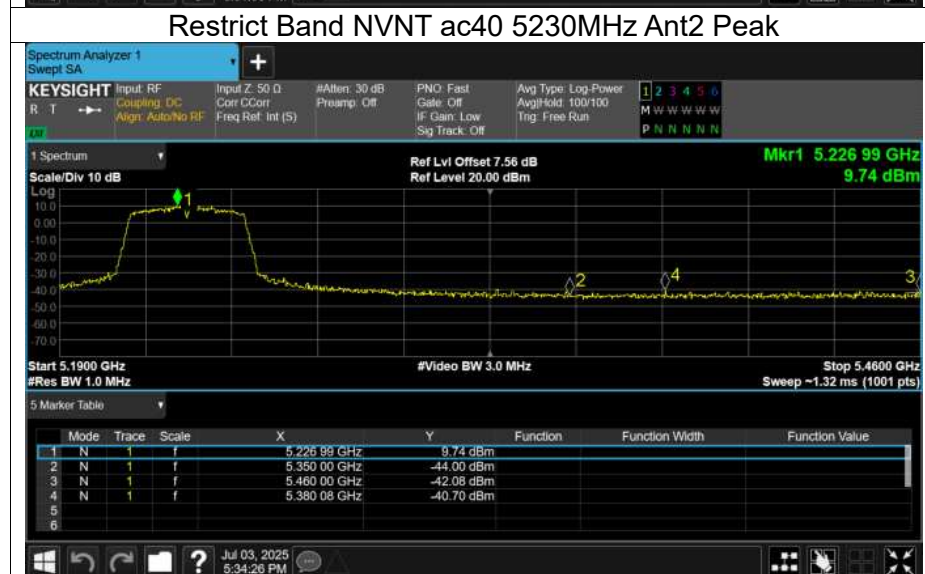 Restrict Band NVNT ac40 5230MHz Ant2 Peak
Spectrum Analyzer 1
Swept SA
+
KEYSIGHT Input: RF Input Z: 50 Ω #Atten: 30 dB PNO: Fast Avg Type: Log-Power 1 2 3 4 5 6
R T Coupling: DC Corr CCorr Preamp: Off Gate: Off Avg|Hold: 100/100 M W W W W W
Align: Auto/No RF Freq Ref: Int (S) IF Gain: Low Trig: Free Run
Sig Track: Off P N N N N N
1 Spectrum Ref Lvl Offset 7.56 dB Mkr1 5.226 99 GHz
Scale/Div 10 dB Ref Level 20.00 dBm 9.74 dBm
Log
10.0
0.00
-10.0
-20.0
-30.0
-40.0
-50.0
-60.0
-70.0
1
2
4
3
Start 5.1900 GHz #Video BW 3.0 MHz Stop 5.4600 GHz
#Res BW 1.0 MHz Sweep ~1.32 ms (1001 pts)
5 Marker Table
Mode Trace Scale X Y Function Function Width Function Value
1 N 1 f 5.226 99 GHz 9.74 dBm
2 N 1 f 5.350 00 GHz -44.00 dBm
3 N 1 f 5.460 00 GHz -42.08 dBm
4 N 1 f 5.380 08 GHz -40.70 dBm
5
6
? Jul 03, 2025
5:34:26 PM